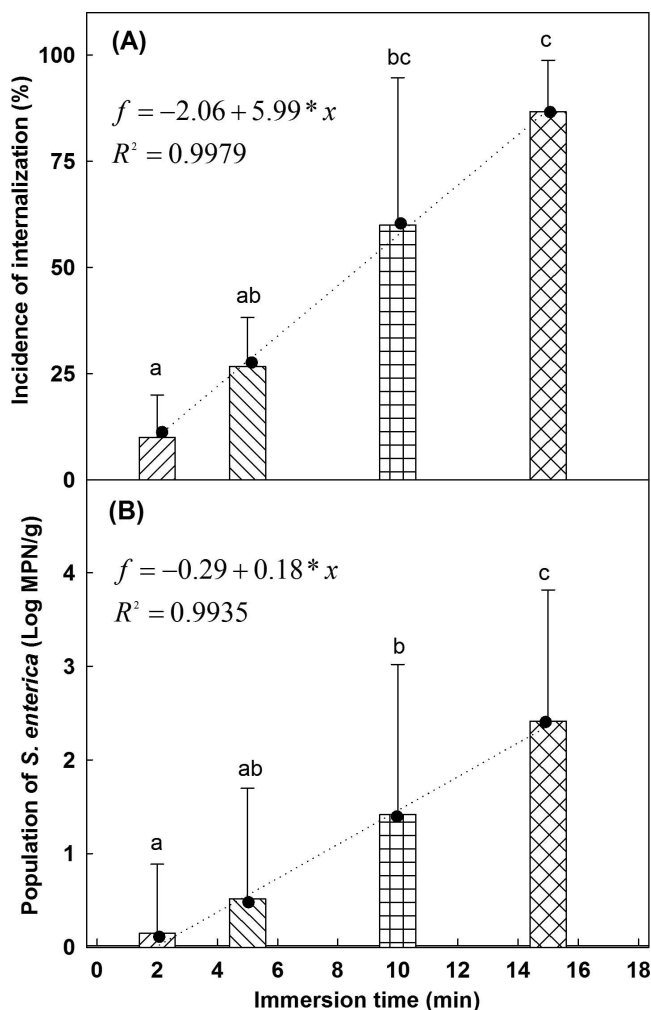 (A)
f = −2.06 + 5.99 * x
R² = 0.9979
a
ab
bc
c
100
75
50
25
0
Incidence of internalization (%)
(B)
f = −0.29 + 0.18 * x
R² = 0.9935
a
ab
b
c
4
3
2
1
0
Population of S. enterica (Log MPN/g)
0 2 4 6 8 10 12 14 16 18
Immersion time (min)